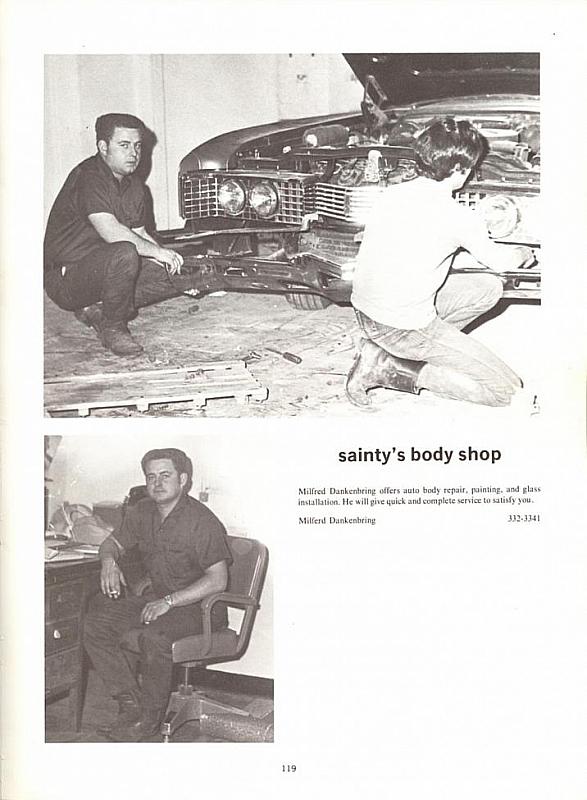 sainty's body shop
Milfred Dankenbring offers auto body repair, painting, and glass
installation. He will give quick and complete service to satisfy you.
Milferd Dankenbring 332-3341
119